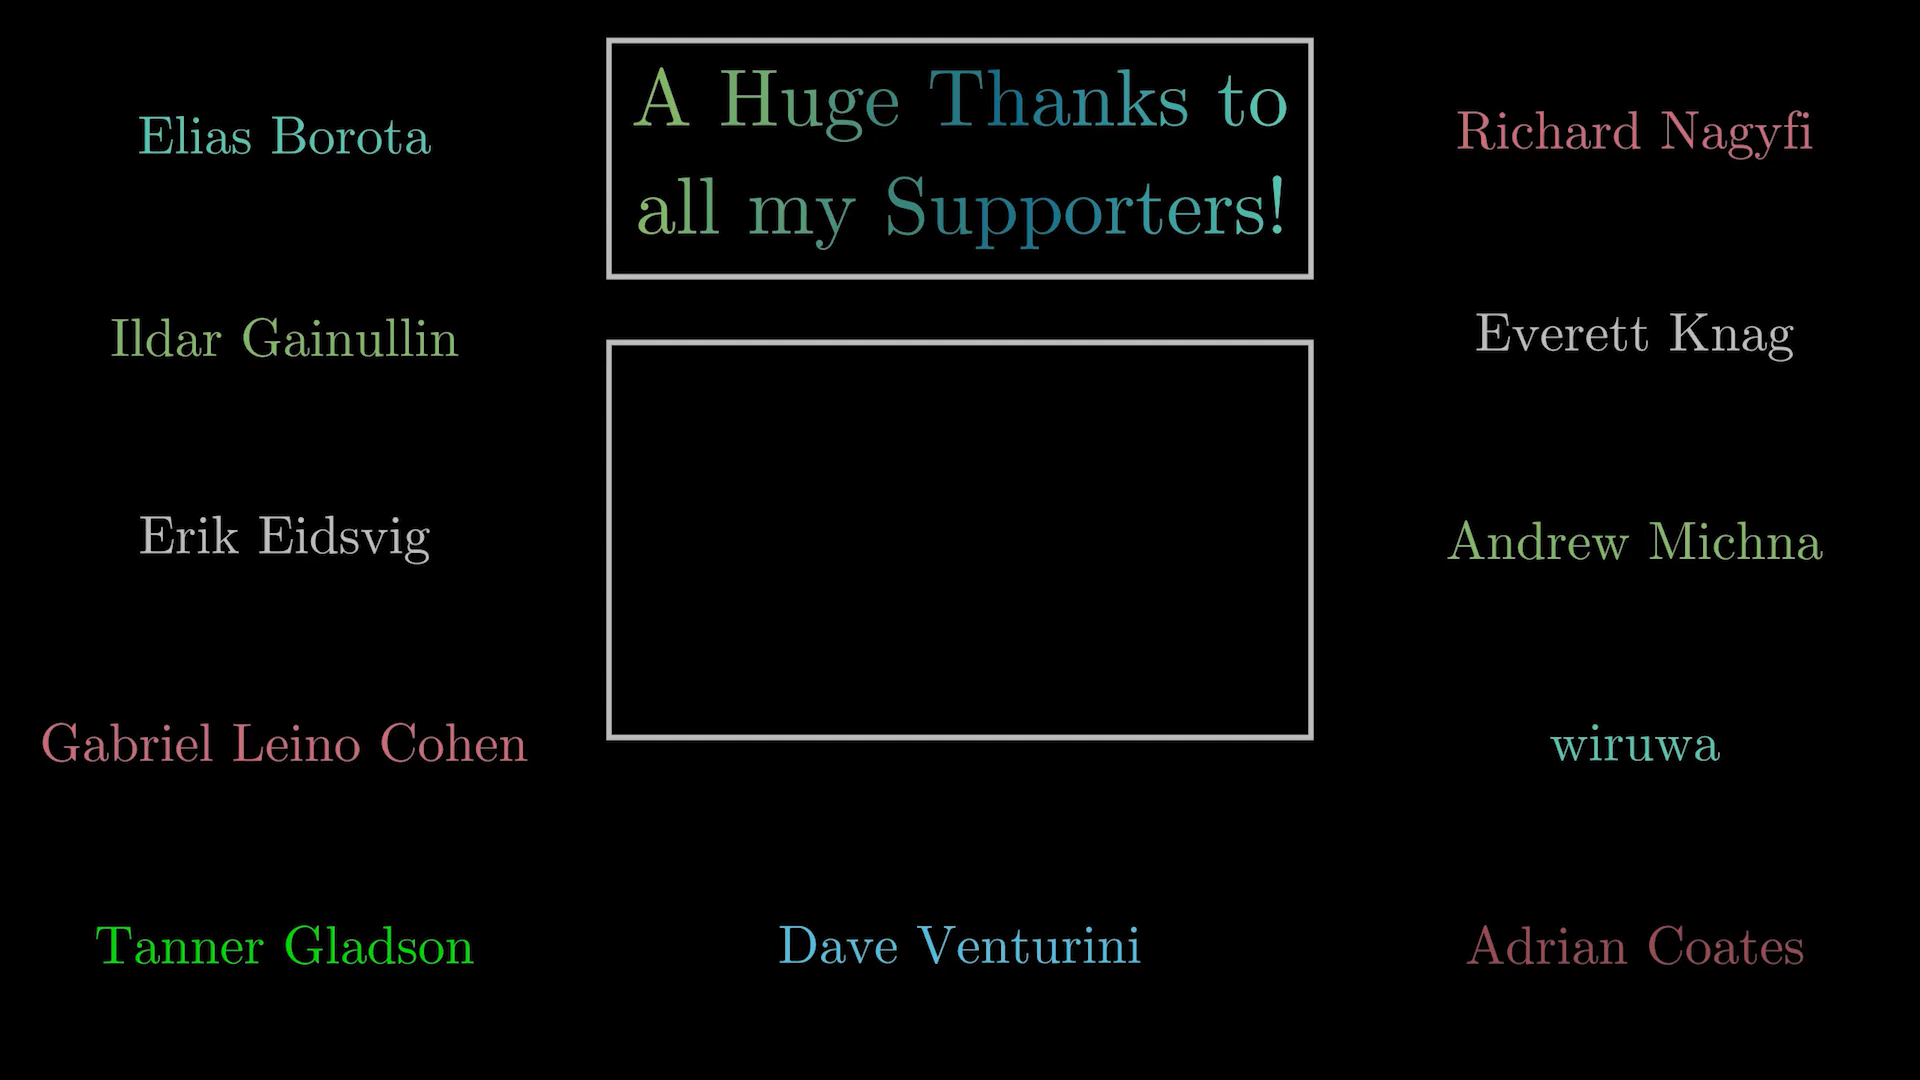 A Huge Thanks to
all my Supporters!
Elias Borota
Richard Nagyfi
Ildar Gainullin
Everett Knag
Erik Eidsvig
Andrew Michna
Gabriel Leino Cohen
wiruwa
Tanner Gladson
Dave Venturini
Adrian Coates